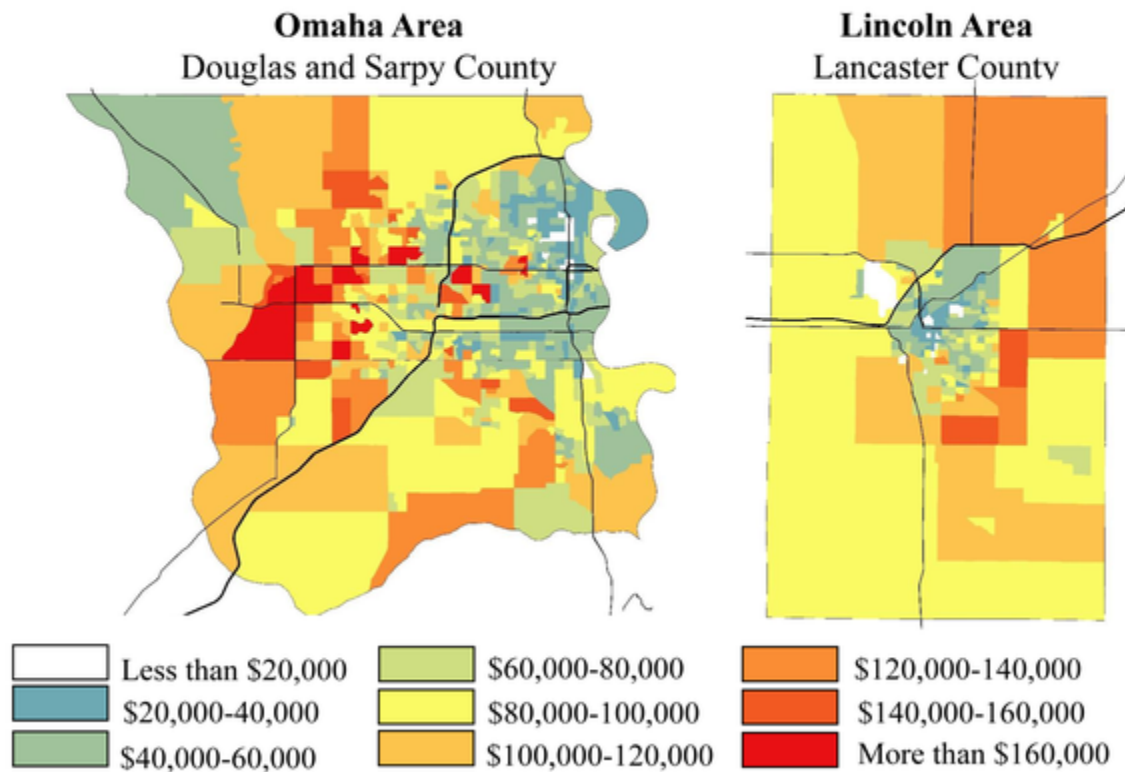 Omaha Area
Douglas and Sarpy County
Lincoln Area
Lancaster County
Less than $20,000
$20,000-40,000
$40,000-60,000
$60,000-80,000
$80,000-100,000
$100,000-120,000
$120,000-140,000
$140,000-160,000
More than $160,000